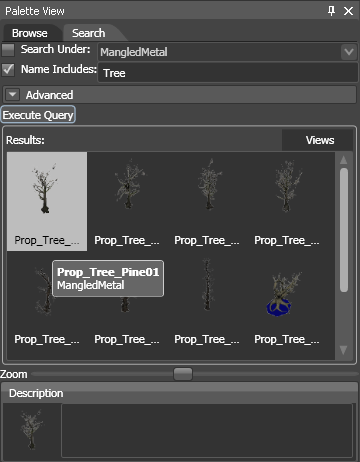 Palette View
Browse Search
Search Under: MangledMetal
Name Includes: Tree
Advanced
Execute Query
Results: Views
Prop_Tree_... Prop_Tree_... Prop_Tree_... Prop_Tree_...
Prop_Tree_Pine01
MangledMetal
Prop_Tree_... Prop_Tree_... Prop_Tree_... Prop_Tree_...
Zoom
Description